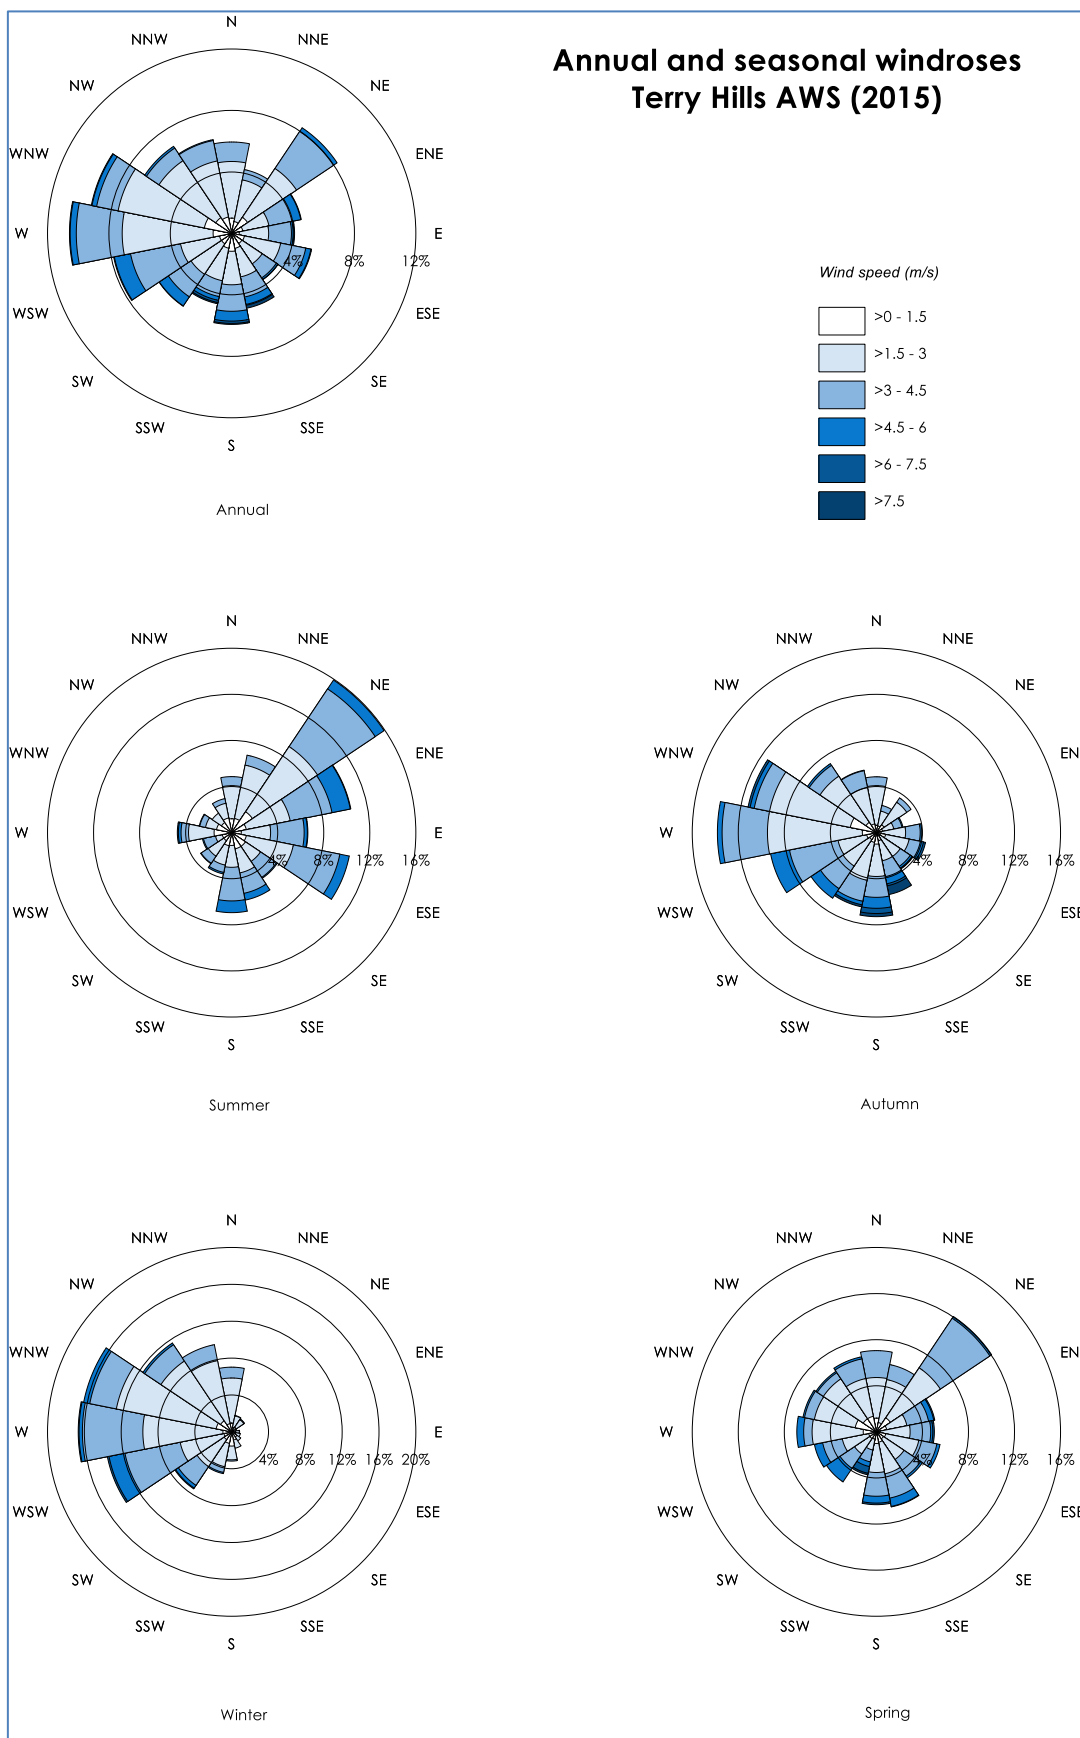 Annual and seasonal windroses
Terry Hills AWS (2015)
N
NNW
NNE
NW
NE
WNW
ENE
W
E
4%
8%
12%
WSW
ESE
SW
SE
SSW
SSE
S
Annual
Wind speed (m/s)
>0 - 1.5
>1.5 - 3
>3 - 4.5
>4.5 - 6
>6 - 7.5
>7.5
N
NNW
NNE
NW
NE
WNW
ENE
W
E
4%
8%
12%
16%
WSW
ESE
SW
SE
SSW
SSE
S
Summer
N
NNW
NNE
NW
NE
WNW
EN
W
4%
8%
12%
16%
WSW
ESE
SW
SE
SSW
SSE
S
Autumn
N
NNW
NNE
NW
NE
WNW
ENE
W
E
4%
8%
12%
16%
20%
WSW
ESE
SW
SE
SSW
SSE
S
Winter
N
NNW
NNE
NW
NE
WNW
EN
W
4%
8%
12%
16%
WSW
ESE
SW
SE
SSW
SSE
S
Spring